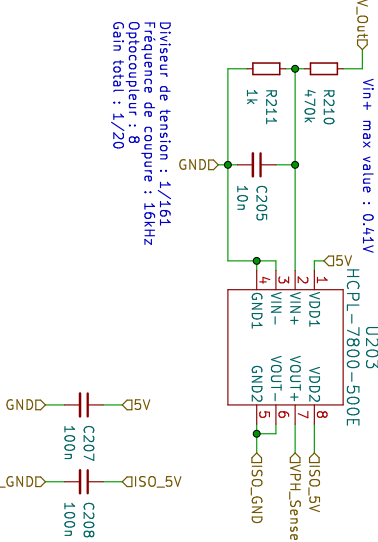 V_Out
Vin+ max value : 0.41V
R210
470k
R211
1k
Diviseur de tension : 1/161
Fréquence de coupure : 16kHz
Optocoupleur : 8
Gain total : 1/20
GND
C205
10n
5V
U203
HCPL-7800-500E
1
2
3
4
VDD1
VIN+
VIN-
GND1
VDD2
VOUT+
VOUT-
GND2
8
7
6
5
ISO_5V
VPH_Sense
ISO_GND
GND
5V
C207
100n
_GND
ISO_5V
C208
100n